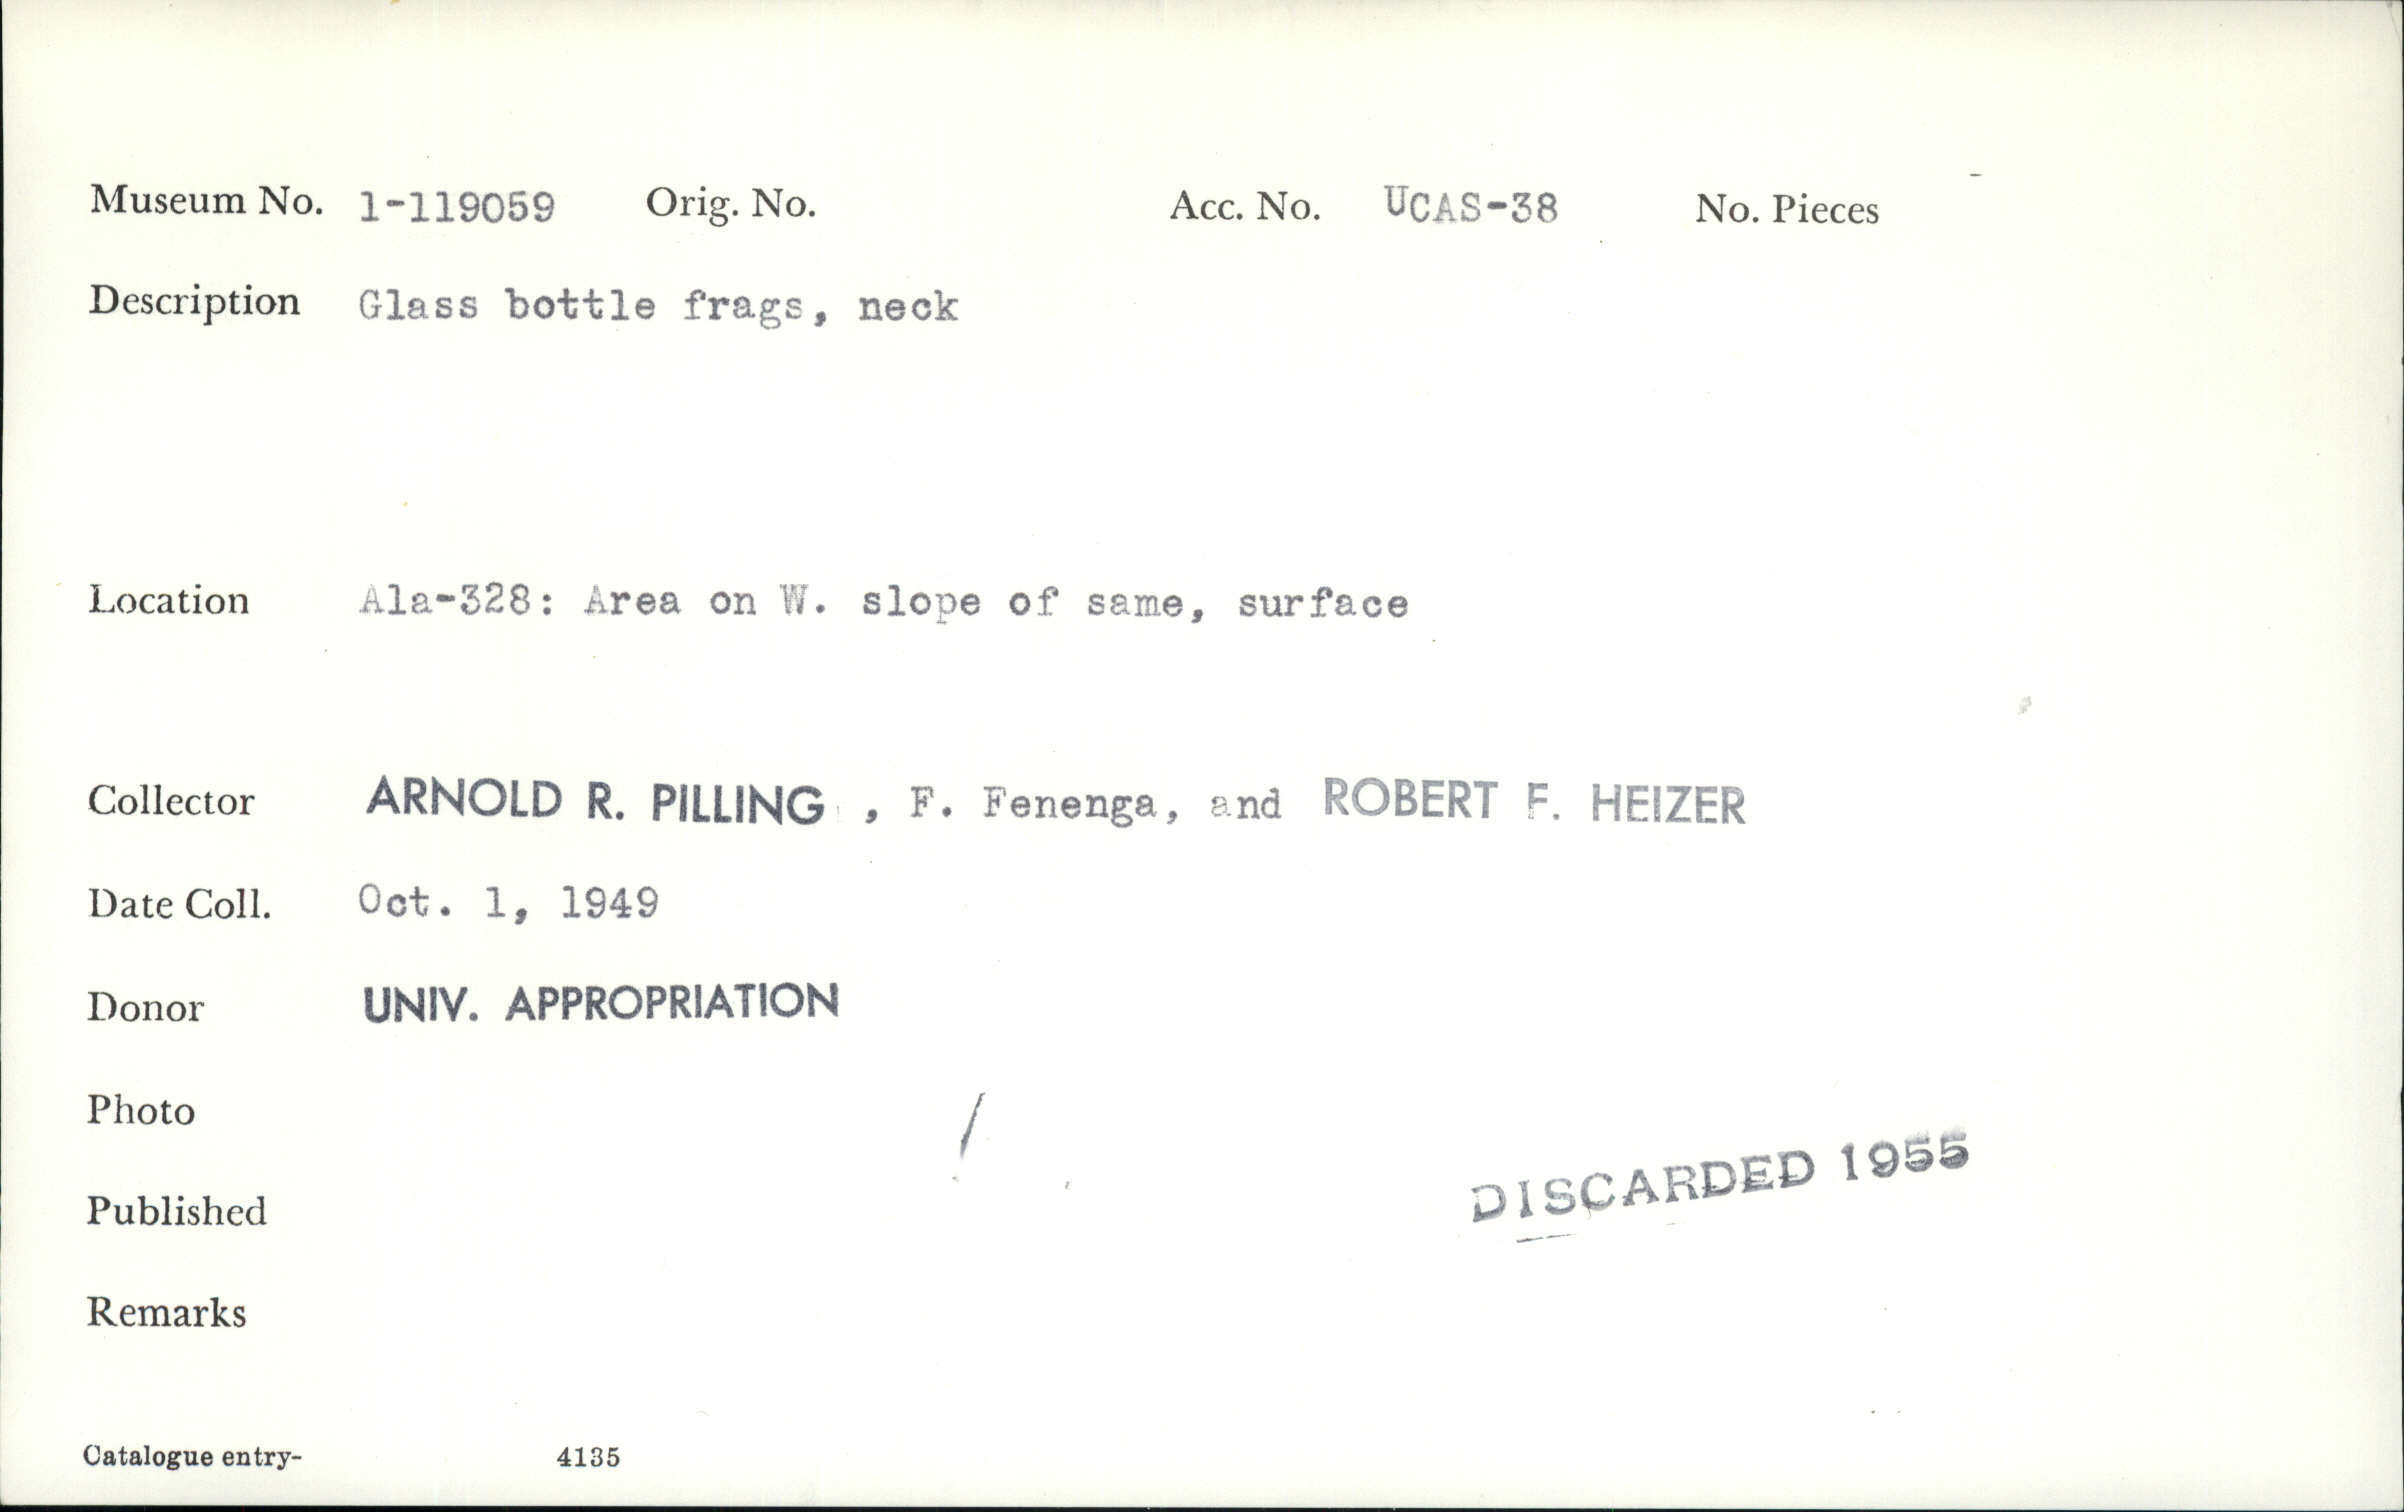 Museum No. 1-119059 Orig. No. Acc. No. UCAS-38 No. Pieces
Description Glass bottle frags, neck
Location Ala-328: Area on W. slope of same, surface
Collector ARNOLD R. PILLING , F. Fenenga, and ROBERT F. HEIZER
Date Coll. Oct. 1, 1949
Donor UNIV. APPROPRIATION
Photo
DISCARDED 1955
Published
Remarks
Catalogue entry- 4135